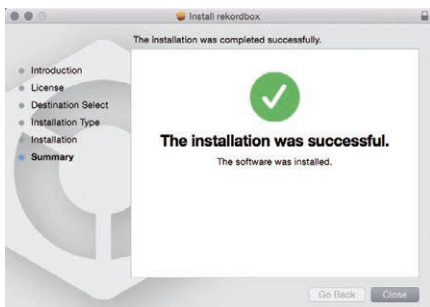 Install rekordbox
The installation was completed successfully.
Introduction
License
Destination Select
Installation Type
Installation
Summary
The installation was successful.
The software was installed.
Go Back
Close